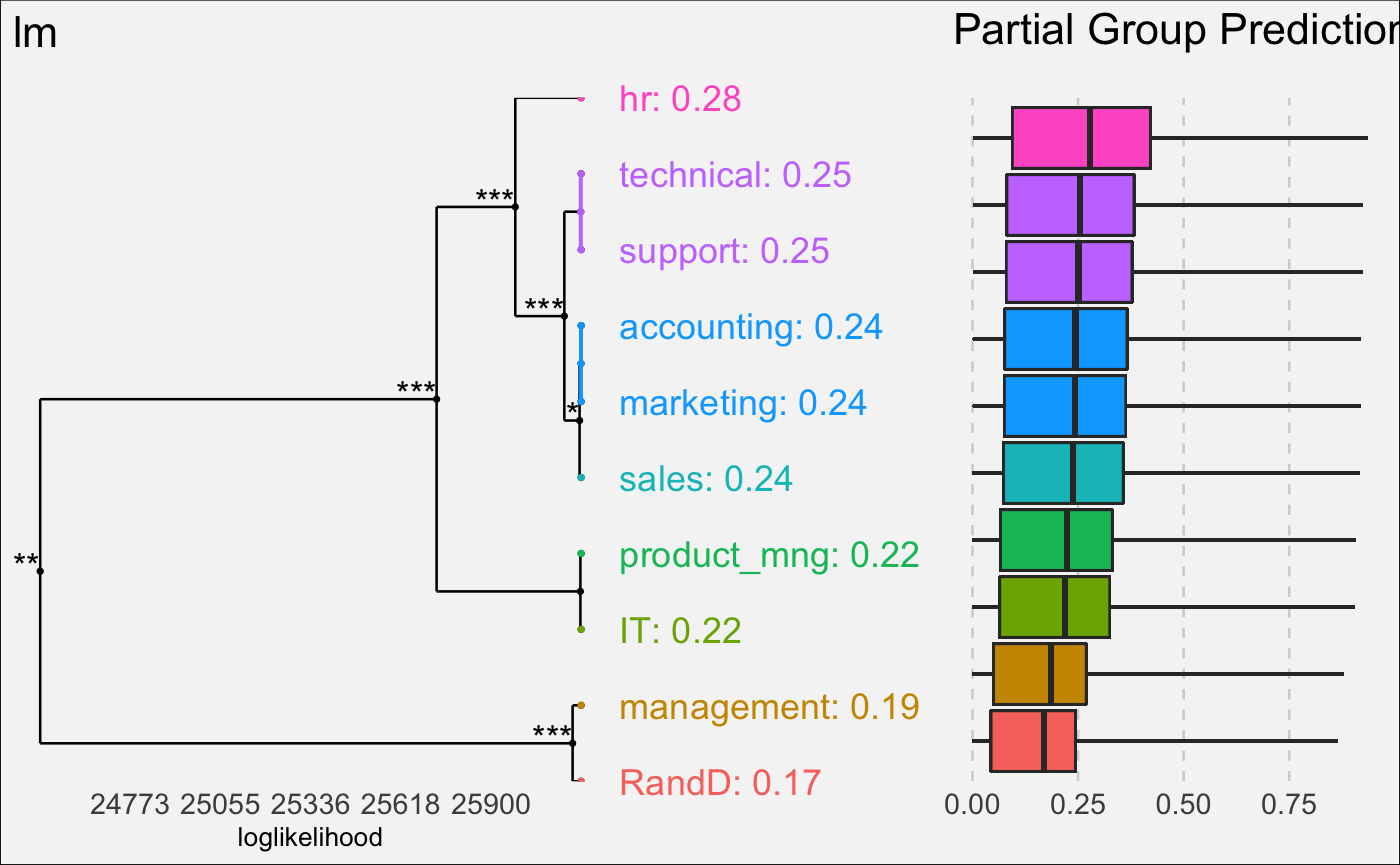 lm
Partial Group Prediction
hr: 0.28
***
technical: 0.25
support: 0.25
***
accounting: 0.24
***
marketing: 0.24
*
sales: 0.24
**
product_mng: 0.22
IT: 0.22
management: 0.19
***
RandD: 0.17
24773 25055 25336 25618 25900
0.00 0.25 0.50 0.75
loglikelihood